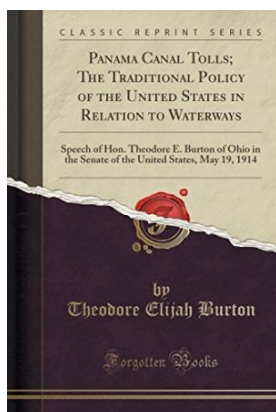 CLASSIC REPRINT SERIES
PANAMA CANAL TOLLS;
THE TRADITIONAL POLICY
OF THE UNITED STATES IN
RELATION TO WATERWAYS
Speech of Hon. Theodore E. Burton of Ohio in
the Senate of the United States, May 19, 1914
by
Theodore Elijah Burton
Forgotten Books